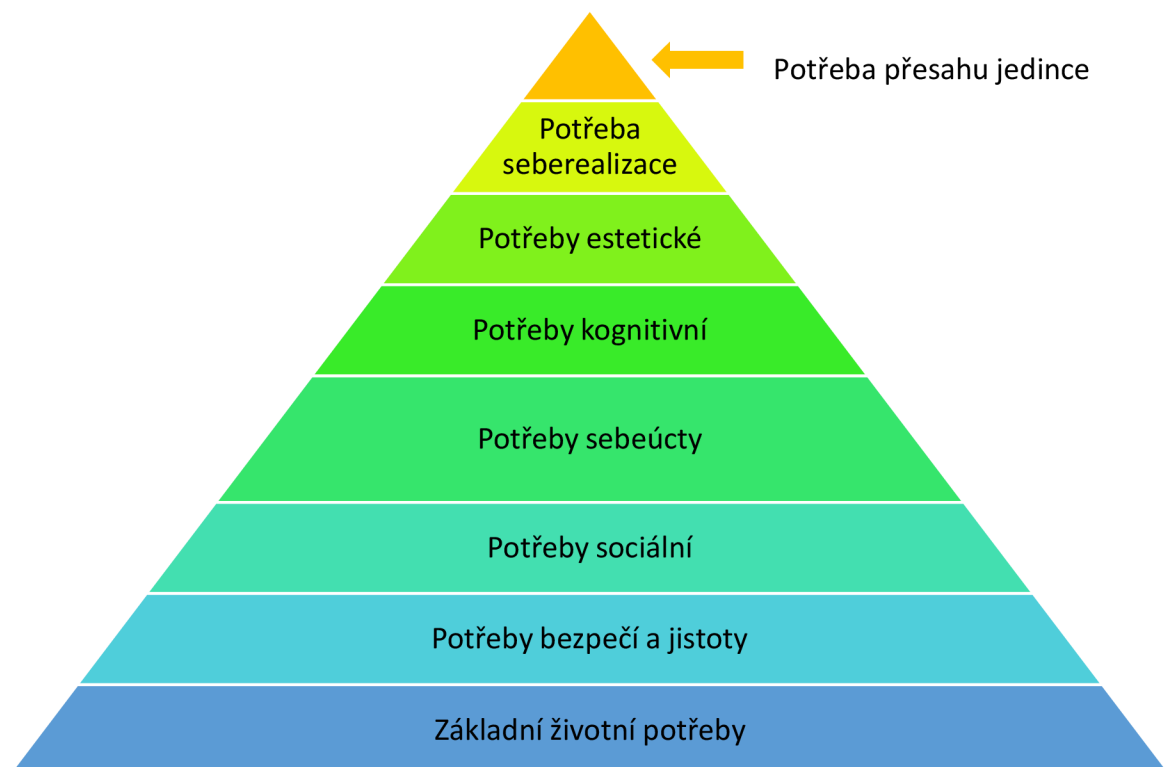 Potřeba přesahu jedince
Potřeba
seberealizace
Potřeby estetické
Potřeby kognitivní
Potřeby sebeúcty
Potřeby sociální
Potřeby bezpečí a jistoty
Základní životní potřeby